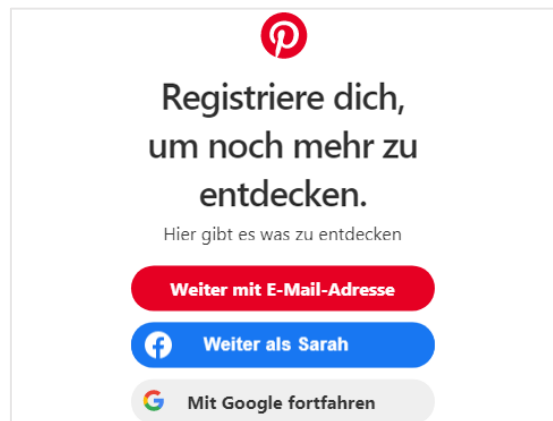 Registriere dich,
um noch mehr zu
entdecken.
Hier gibt es was zu entdecken
Weiter mit E-Mail-Adresse
Weiter als Sarah
Mit Google fortfahren